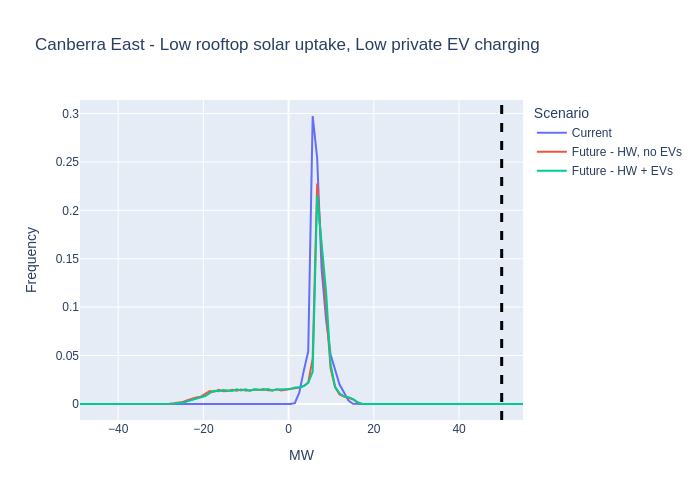 Canberra East - Low rooftop solar uptake, Low private EV charging
Scenario
Current
Future - HW, no EVs
Future - HW + EVs
Frequency
0.3
0.25
0.2
0.15
0.1
0.05
0
−40
−20
0
20
40
MW